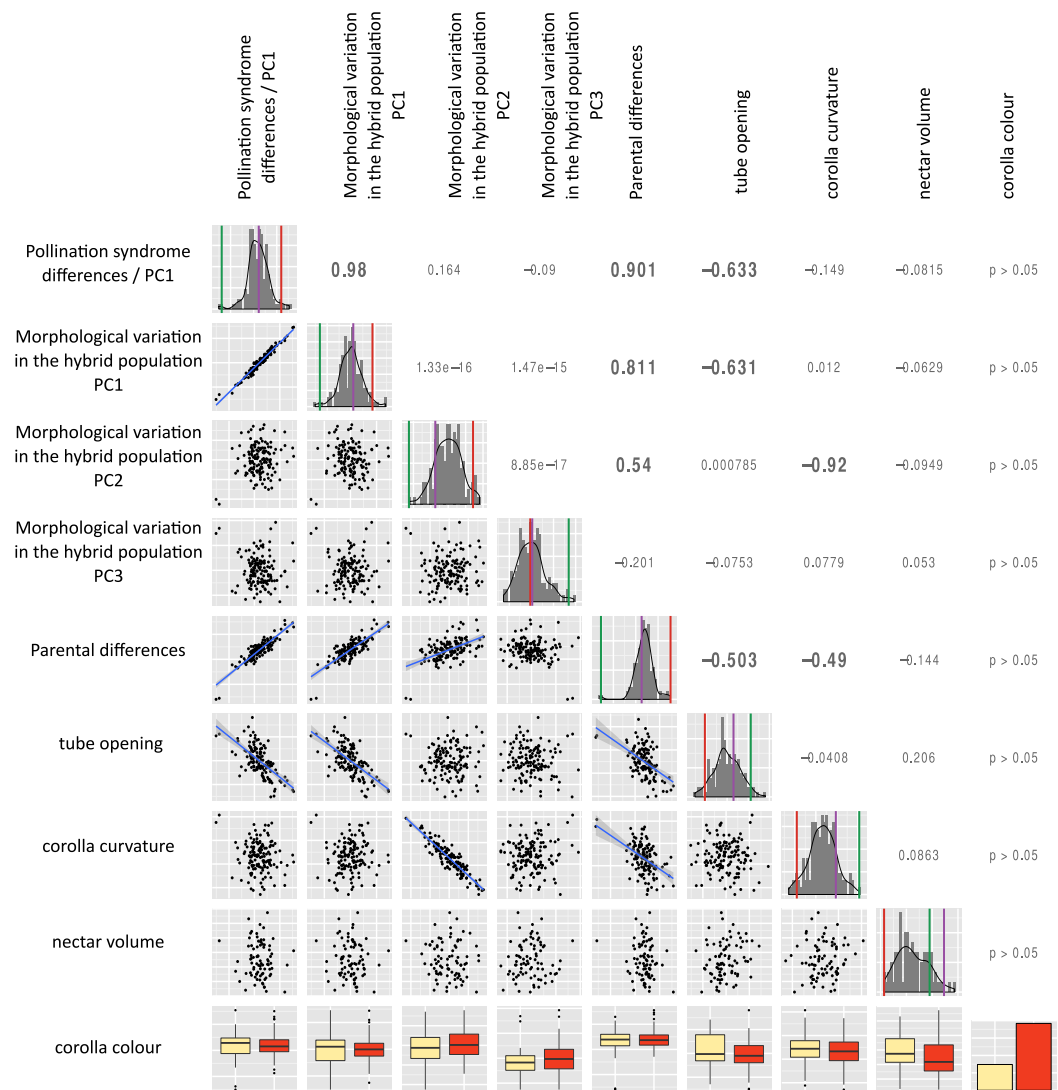 Pollination syndrome
differences / PC1
Morphological variation
in the hybrid population
PC1
Morphological variation
in the hybrid population
PC2
Morphological variation
in the hybrid population
PC3
Parental differences
tube opening
corolla curvature
nectar volume
corolla colour
Pollination syndrome
differences / PC1
0.98 0.164 −0.09 0.901 −0.633 −0.149 −0.0815 p > 0.05
Morphological variation
in the hybrid population
PC1
1.33e−16 1.47e−15 0.811 −0.631 0.012 −0.0629 p > 0.05
Morphological variation
in the hybrid population
PC2
8.85e−17 0.54 0.000785 −0.92 −0.0949 p > 0.05
Morphological variation
in the hybrid population
PC3
−0.201 −0.0753 0.0779 0.053 p > 0.05
Parental differences
−0.503 −0.49 −0.144 p > 0.05
tube opening
−0.0408 0.206 p > 0.05
corolla curvature
0.0863 p > 0.05
nectar volume
p > 0.05
corolla colour